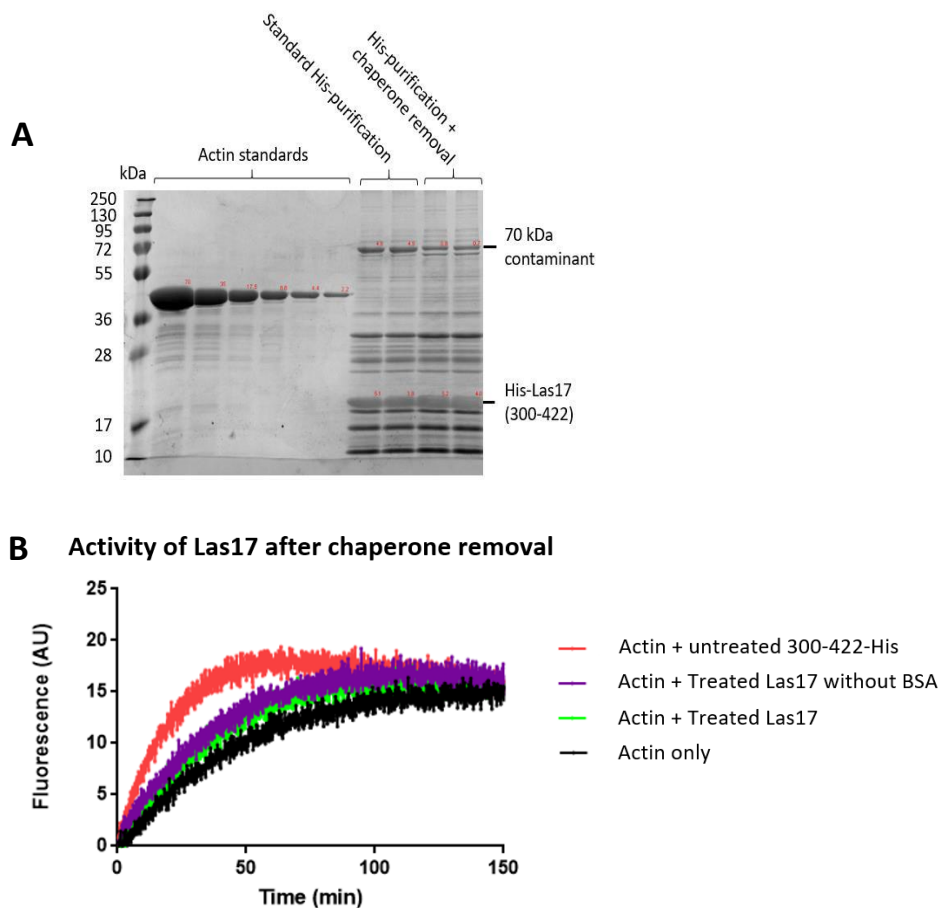 A
Standard His-purification
His-purification +
chaperone removal
kDa
Actin standards
250
130
95
72
55
36
28
17
10
70 kDa
contaminant
His-Las17
(300-422)
B Activity of Las17 after chaperone removal
Fluorescence (AU)
25
20
15
10
5
0
0 50 100 150
Time (min)
Actin + untreated 300-422-His
Actin + Treated Las17 without BSA
Actin + Treated Las17
Actin only